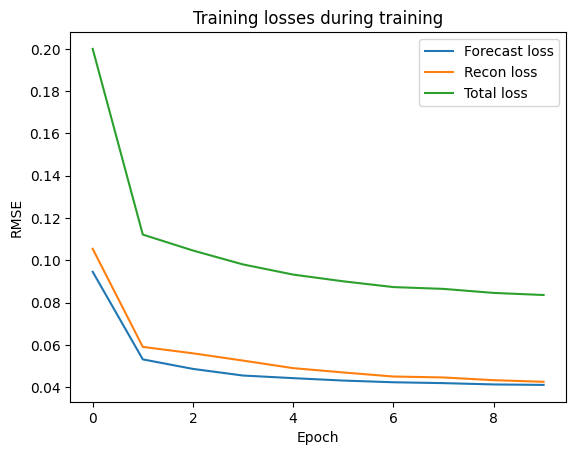 Training losses during training
Forecast loss
Recon loss
Total loss
0.20
0.18
0.16
0.14
0.12
0.10
0.08
0.06
0.04
RMSE
0 2 4 6 8
Epoch